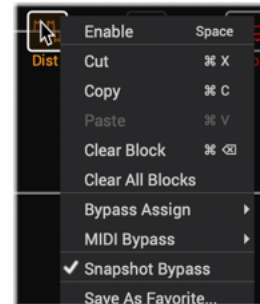 Enable Space
Dist
Cut ⌘ X
Copy ⌘ C
Paste ⌘ V
Clear Block ⌘ ⌫
Clear All Blocks
Bypass Assign
MIDI Bypass
✓ Snapshot Bypass
Save As Favorite...